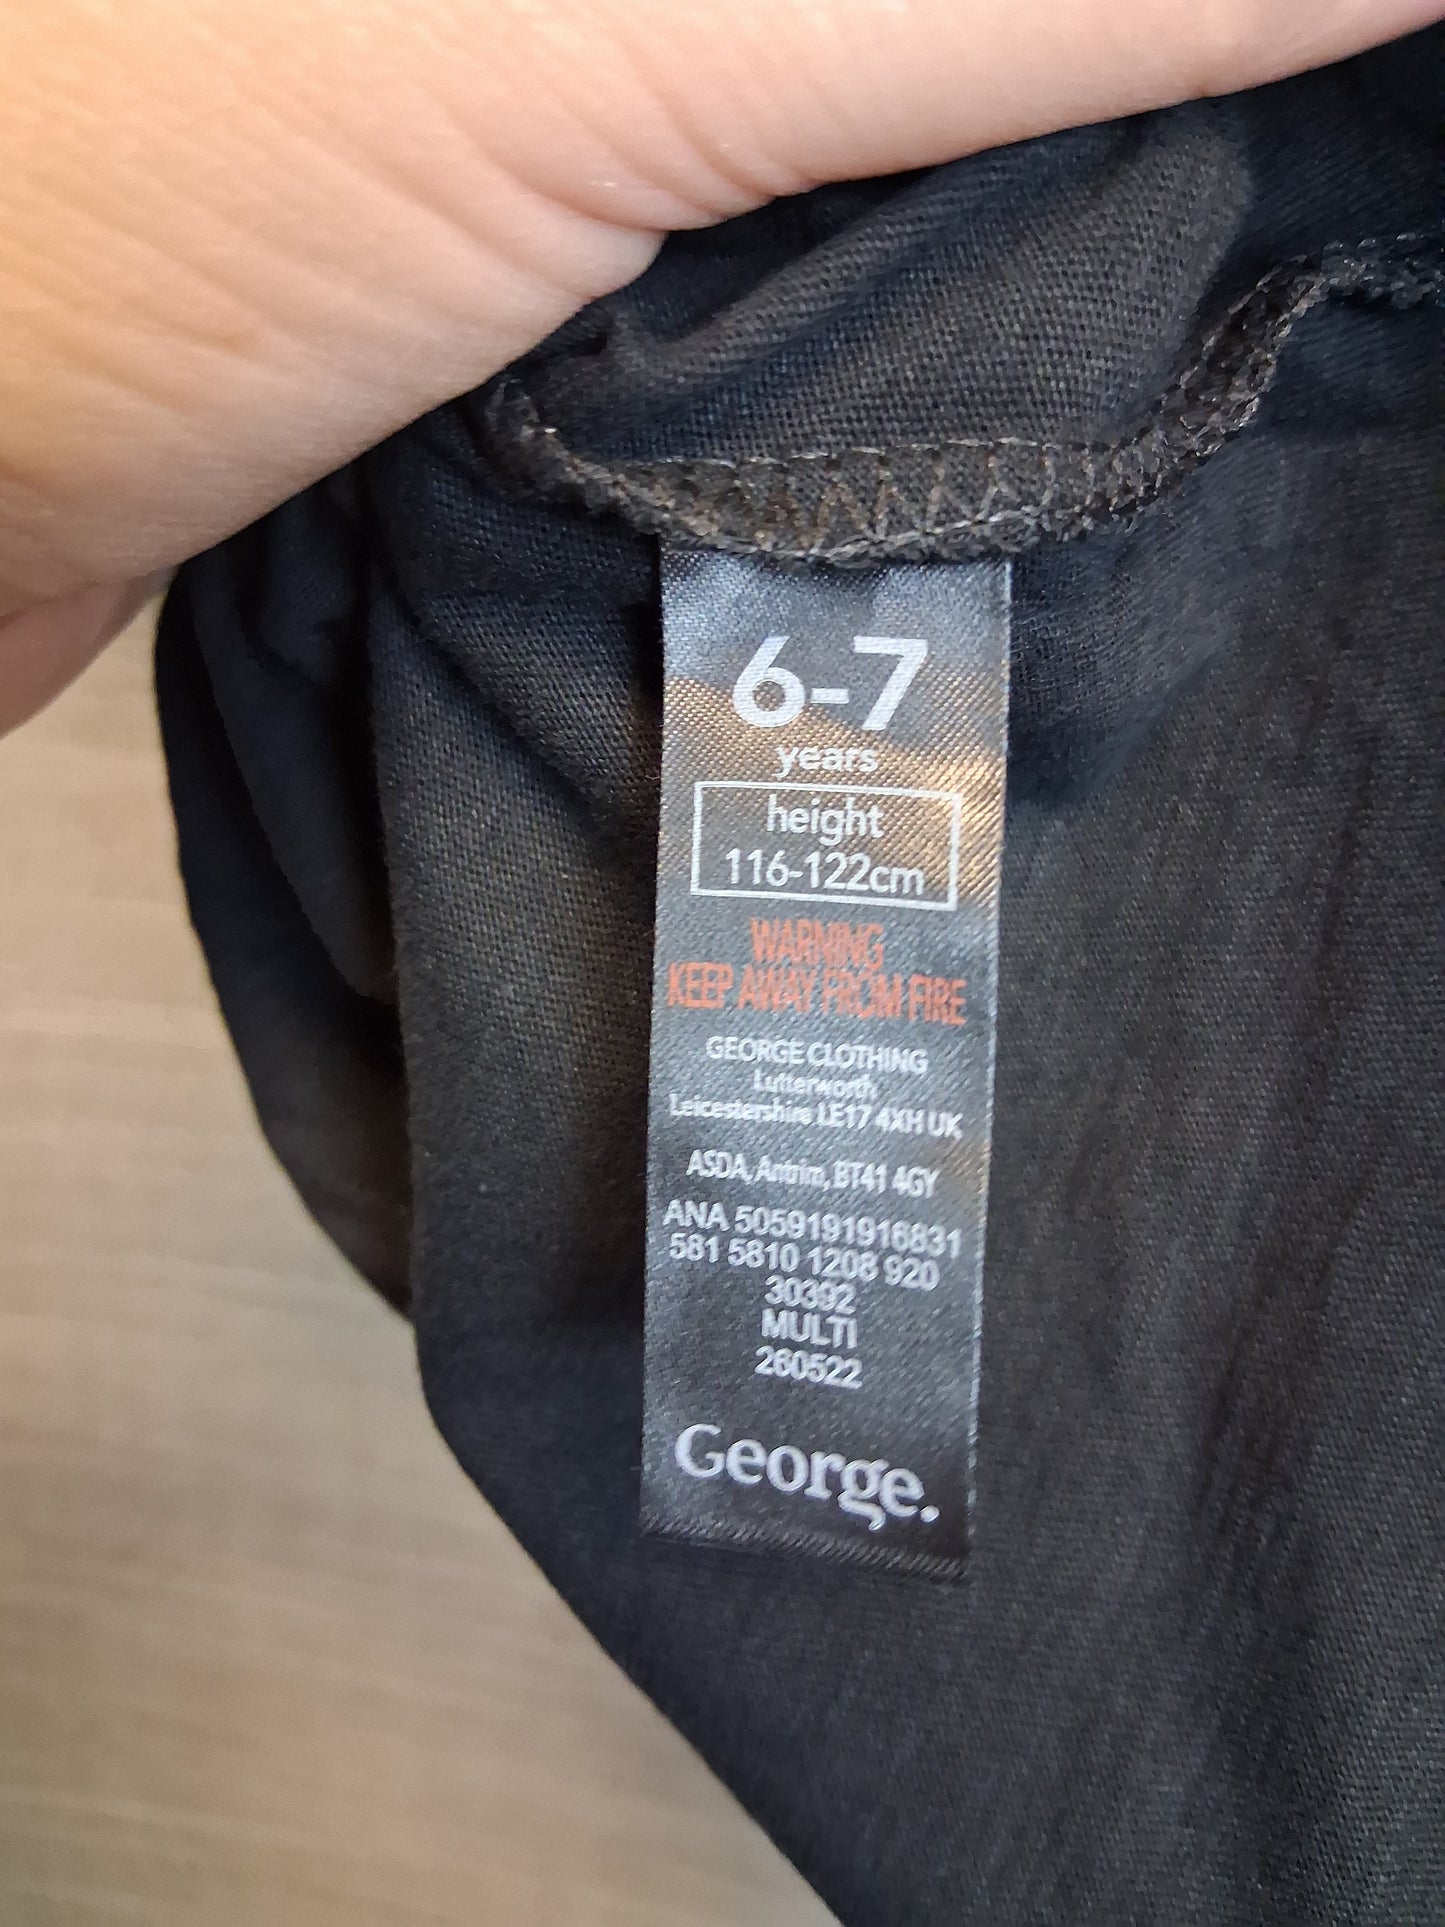 6-7
years
height
116-122cm
WARNING
KEEP AWAY FROM FIRE
GEORGE CLOTHING
Lutterworth
Leicestershire LE17 4XH UK
ASDA, Antrim, BT41 4GY
ANA 5059191916831
581 5810 1208 920
30392
MULTI
260522
George.